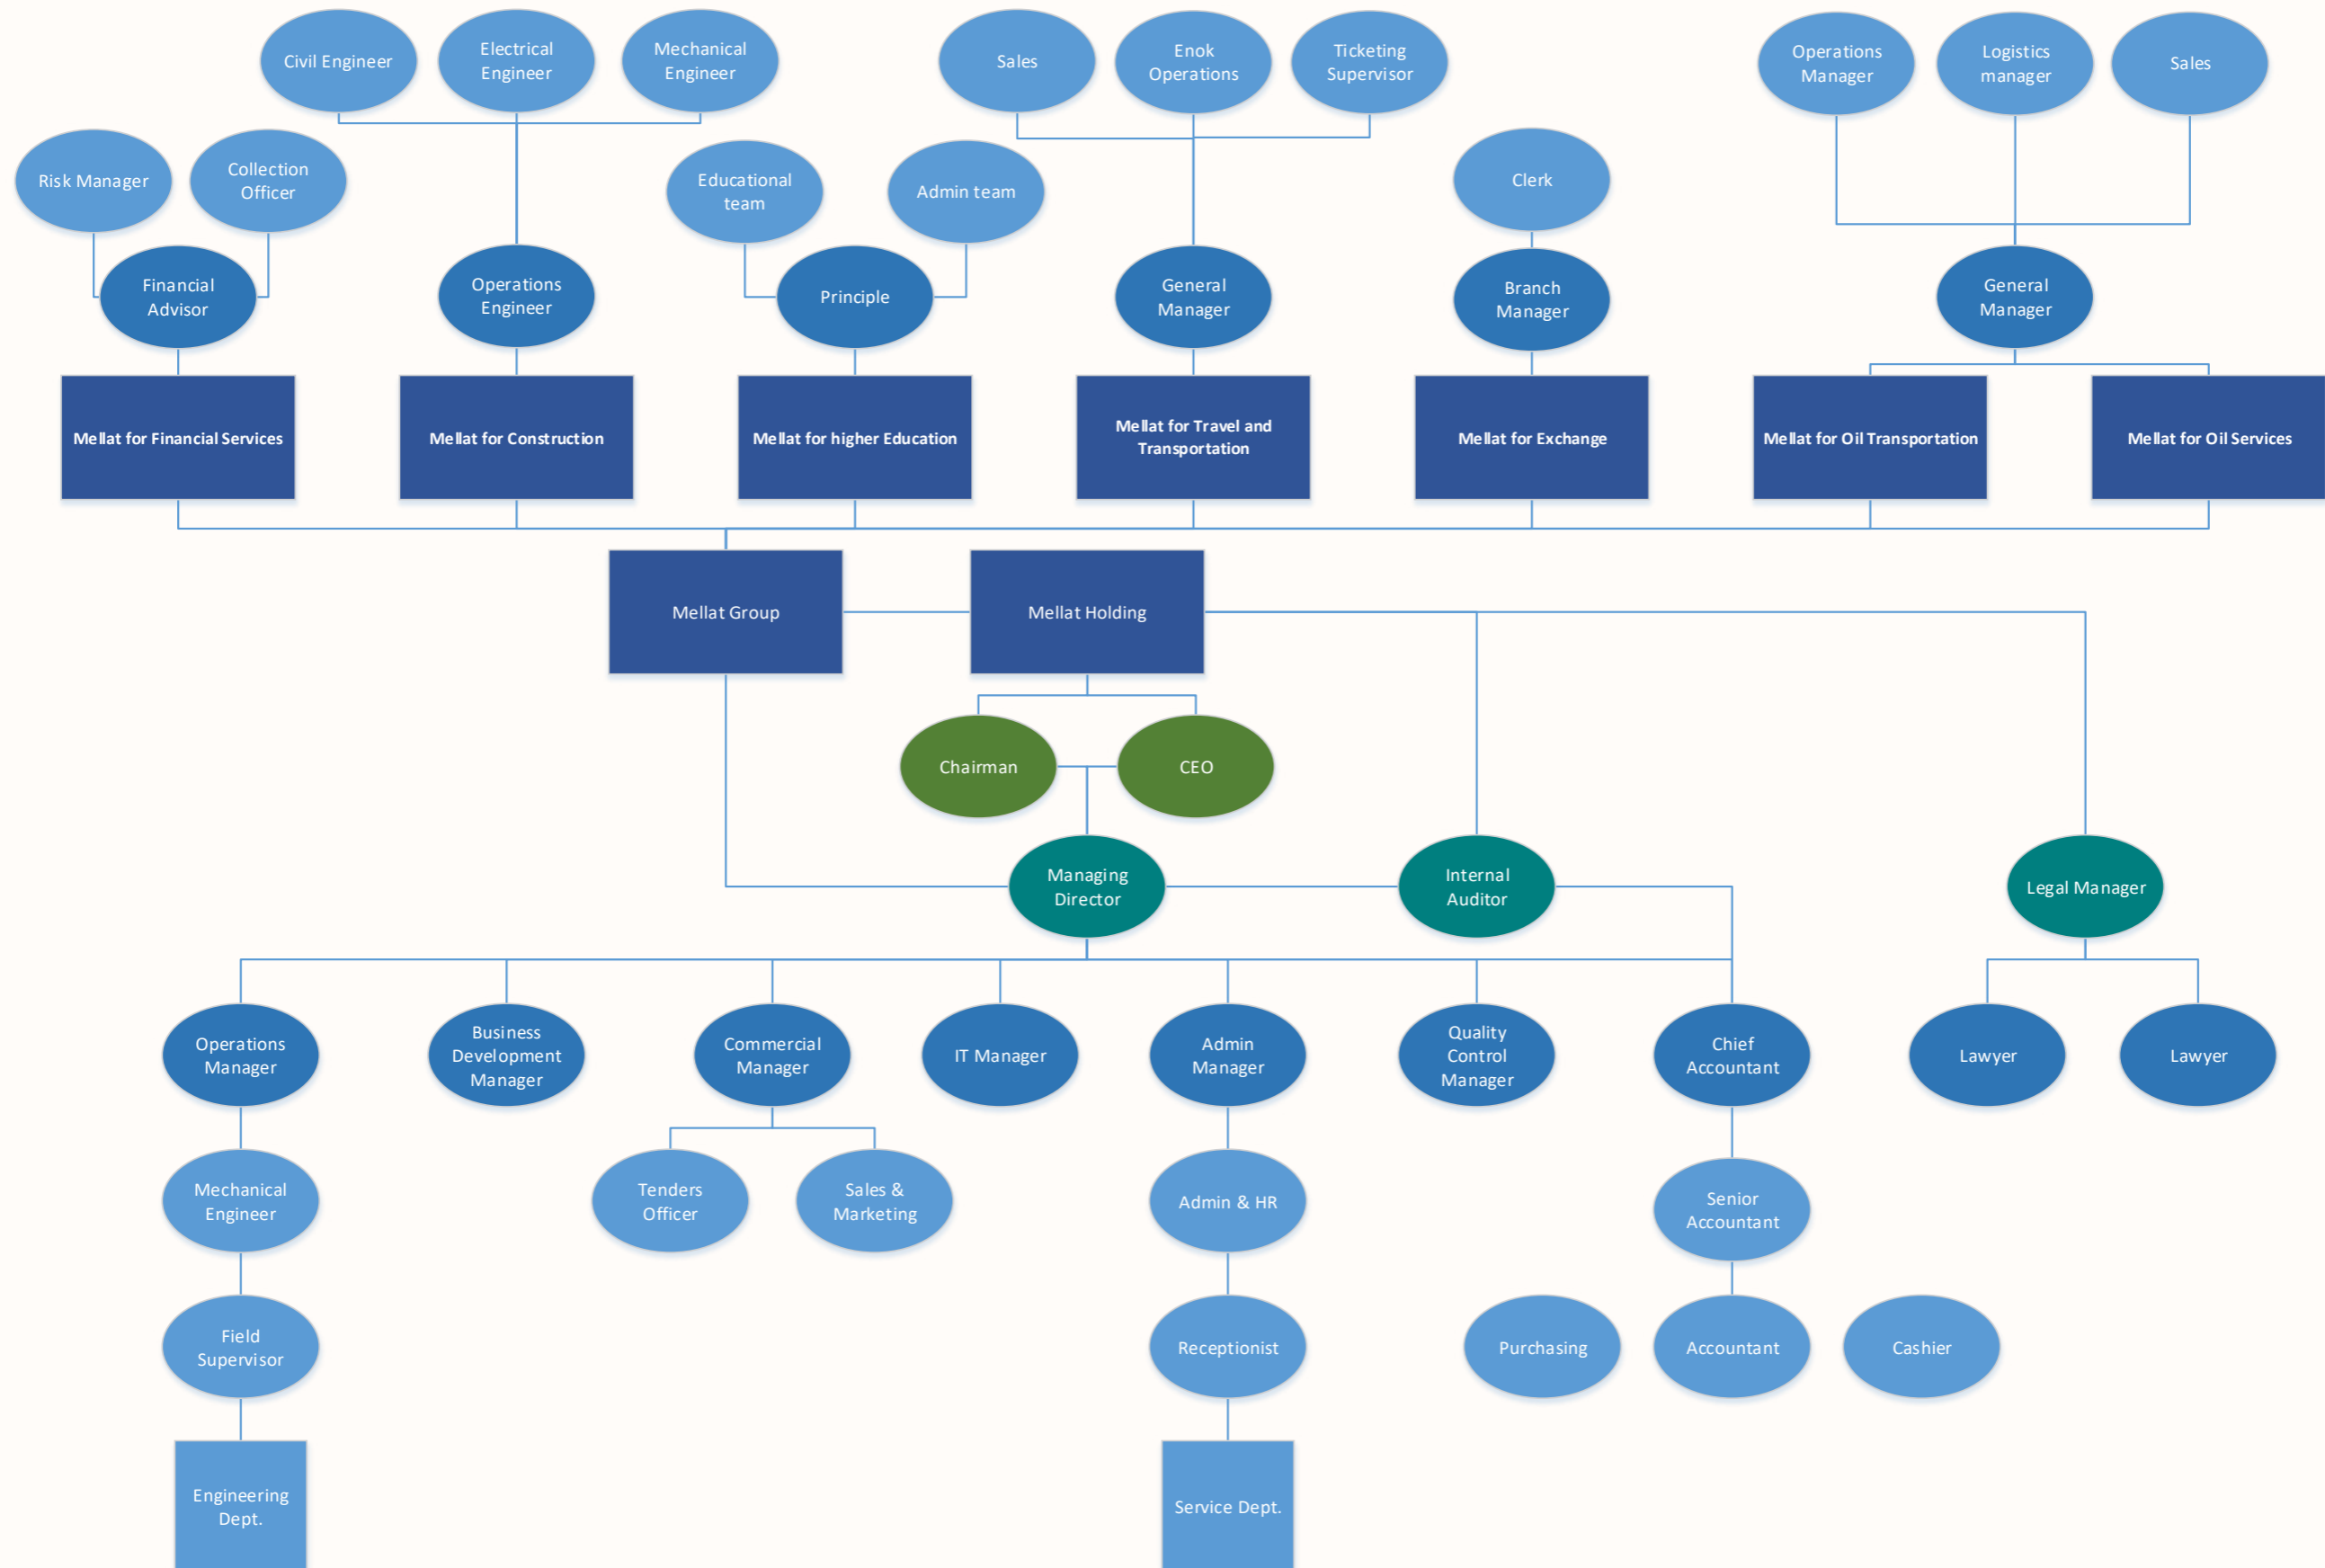 Civil Engineer
Electrical
Engineer
Mechanical
Engineer
Sales
Enok
Operations
Ticketing
Supervisor
Operations
Manager
Logistics
manager
Sales
Risk Manager
Collection
Officer
Educational
team
Admin team
Clerk
Financial
Advisor
Operations
Engineer
Principle
General
Manager
Branch
Manager
General
Manager
Mellat for Financial Services
Mellat for Construction
Mellat for higher Education
Mellat for Travel and
Transportation
Mellat for Exchange
Mellat for Oil Transportation
Mellat for Oil Services
Mellat Group
Mellat Holding
Chairman
CEO
Managing
Director
Internal
Auditor
Legal Manager
Operations
Manager
Business
Development
Manager
Commercial
Manager
IT Manager
Admin
Manager
Quality
Control
Manager
Chief
Accountant
Lawyer
Lawyer
Mechanical
Engineer
Tenders
Officer
Sales &
Marketing
Admin & HR
Senior
Accountant
Field
Supervisor
Receptionist
Purchasing
Accountant
Cashier
Engineering
Dept.
Service Dept.